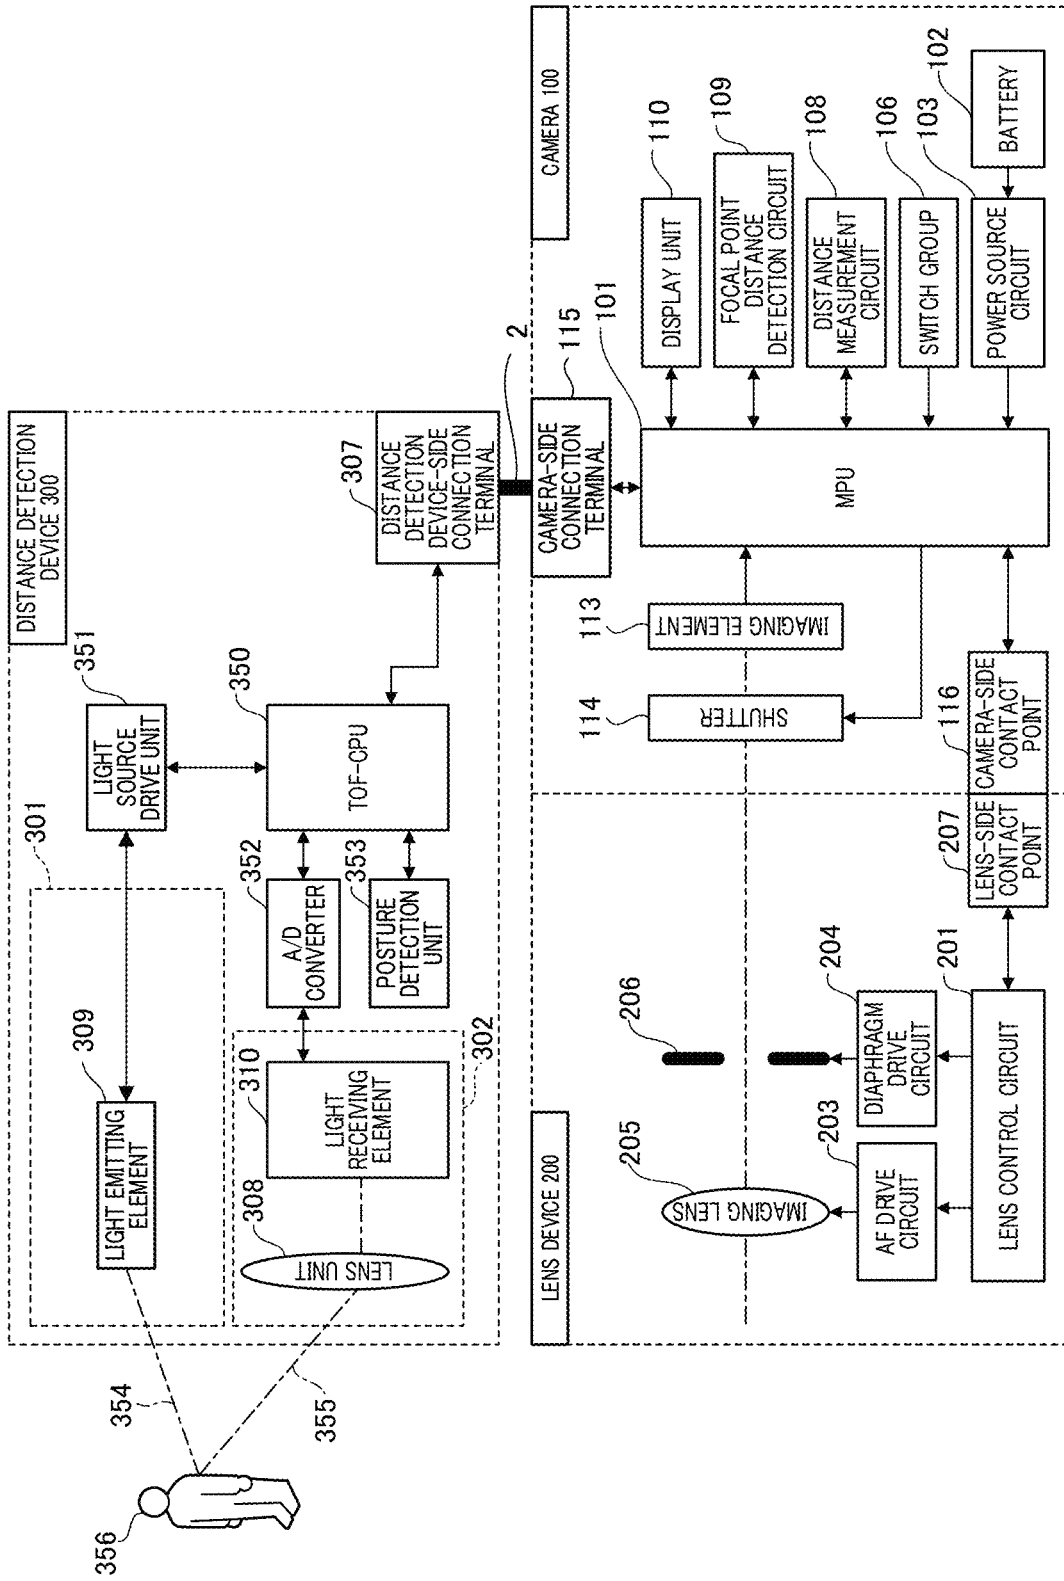 DISTANCE DETECTION
DEVICE 300
301
351
LIGHT
SOURCE
DRIVE UNIT
309
LIGHT EMITTING
ELEMENT
350
TOF-CPU
352
A/D
CONVERTER
353
POSTURE
DETECTION
UNIT
302
310
LIGHT
RECEIVING
ELEMENT
308
LENS UNIT
307
DISTANCE
DETECTION
DEVICE-SIDE
CONNECTION
TERMINAL
354
355
356
2
CAMERA 100
115
CAMERA-SIDE
CONNECTION
TERMINAL
101
MPU
110
DISPLAY UNIT
109
FOCAL POINT
DISTANCE
DETECTION CIRCUIT
108
DISTANCE
MEASUREMENT
CIRCUIT
106
SWITCH GROUP
103
POWER SOURCE
CIRCUIT
102
BATTERY
113
IMAGING ELEMENT
114
SHUTTER
116
CAMERA-SIDE
CONTACT
POINT
LENS DEVICE 200
207
LENS-SIDE
CONTACT
POINT
206
205
IMAGING LENS
204
DIAPHRAGM
DRIVE
CIRCUIT
203
AF DRIVE
CIRCUIT
201
LENS CONTROL CIRCUIT